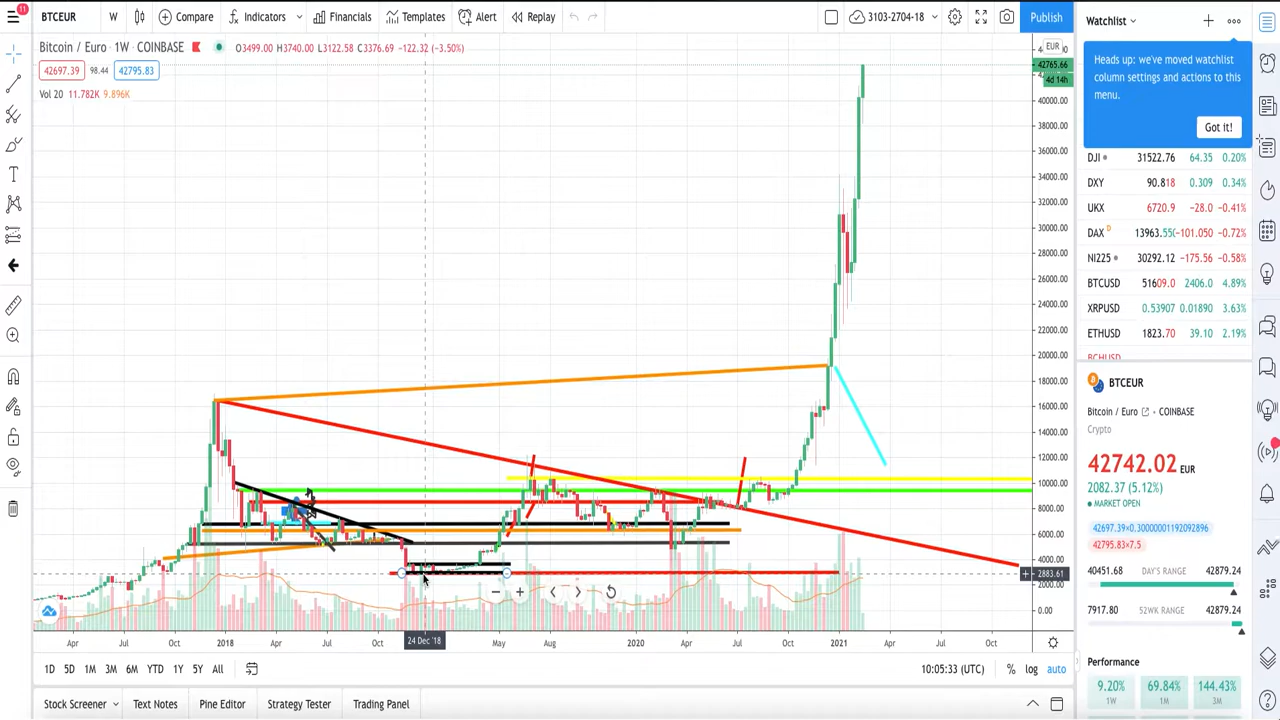 11
BTCEUR
W
Compare
Indicators
Financials
Templates
Alert
Replay
3103-2704-18
Publish
Watchlist
Bitcoin / Euro · 1W · COINBASE
O3499.00 H3740.00 L3122.58 C3376.69 -122.32 (-3.50%)
42697.39 98.44 42795.83
Vol 20 11.782K 9.896K
EUR
42765.66
4d 14h
40000.00
38000.00
36000.00
34000.00
32000.00
30000.00
28000.00
26000.00
24000.00
22000.00
20000.00
18000.00
16000.00
14000.00
12000.00
10000.00
8000.00
6000.00
4000.00
2883.61
2000.00
0.00
Apr Jul Oct 2018 Apr Jul Oct 24 Dec '18 May Aug 2020 Apr Jul Oct 2021 Apr Jul Oct
1D 5D 1M 3M 6M YTD 1Y 5Y All
10:05:33 (UTC) % log auto
Stock Screener Text Notes Pine Editor Strategy Tester Trading Panel
Heads up: we've moved watchlist
column settings and actions to this
menu.
Got it!
DJI 31522.76 64.35 0.20%
DXY 90.818 0.309 0.34%
UKX 6720.9 -28.0 -0.41%
DAX D 13963.55( -101.050 -0.72%
NI225 30292.12 -175.56 -0.58%
BTCUSD 51609.0 2406.0 4.89%
XRPUSD 0.53907 0.01890 3.63%
ETHUSD 1823.70 39.10 2.19%
BCHUSD
BTCEUR
Bitcoin / Euro · COINBASE
Crypto
42742.02 EUR
2082.37 (5.12%)
MARKET OPEN
42697.39×0.30000001192092896
42795.83×7.5
40451.68 DAY'S RANGE 42879.24
7917.80 52WK RANGE 42879.24
Performance
9.20% 69.84% 144.43%
1W 1M 3M